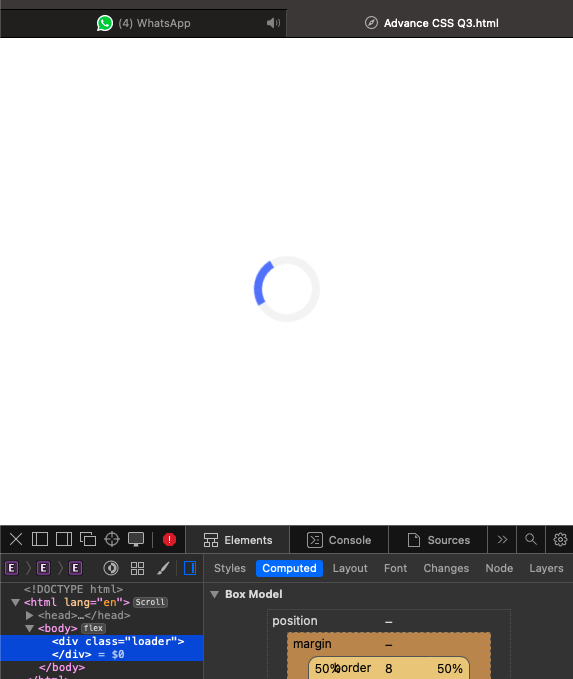 (4) WhatsApp
Advance CSS Q3.html
Elements
Console
Sources
E E E
Styles Computed Layout Font Changes Node Layers
<!DOCTYPE html>
<html lang="en"> Scroll
<head>…</head>
<body> flex
<div class="loader">
</div> = $0
</body>
</html>
Box Model
position –
margin –
50% border 8 50%